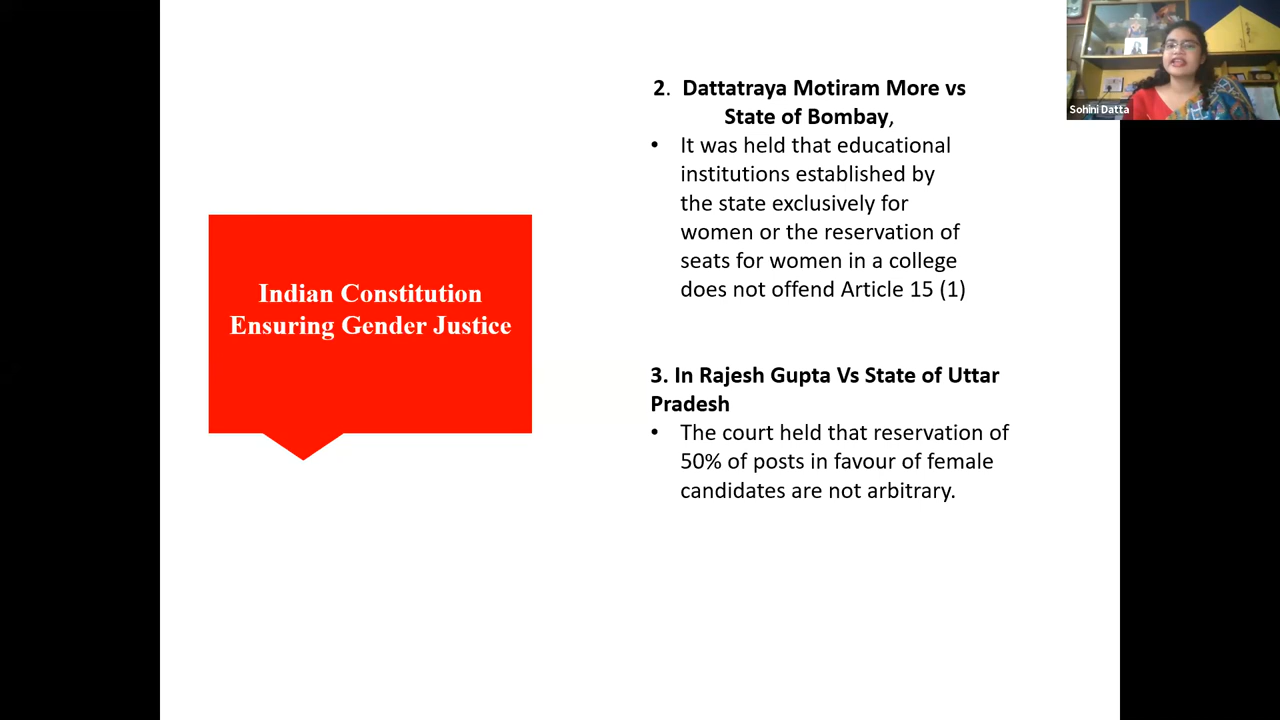 Sohini Datta
Indian Constitution
Ensuring Gender Justice
2. Dattatraya Motiram More vs
State of Bombay,
• It was held that educational
institutions established by
the state exclusively for
women or the reservation of
seats for women in a college
does not offend Article 15 (1)
3. In Rajesh Gupta Vs State of Uttar
Pradesh
• The court held that reservation of
50% of posts in favour of female
candidates are not arbitrary.